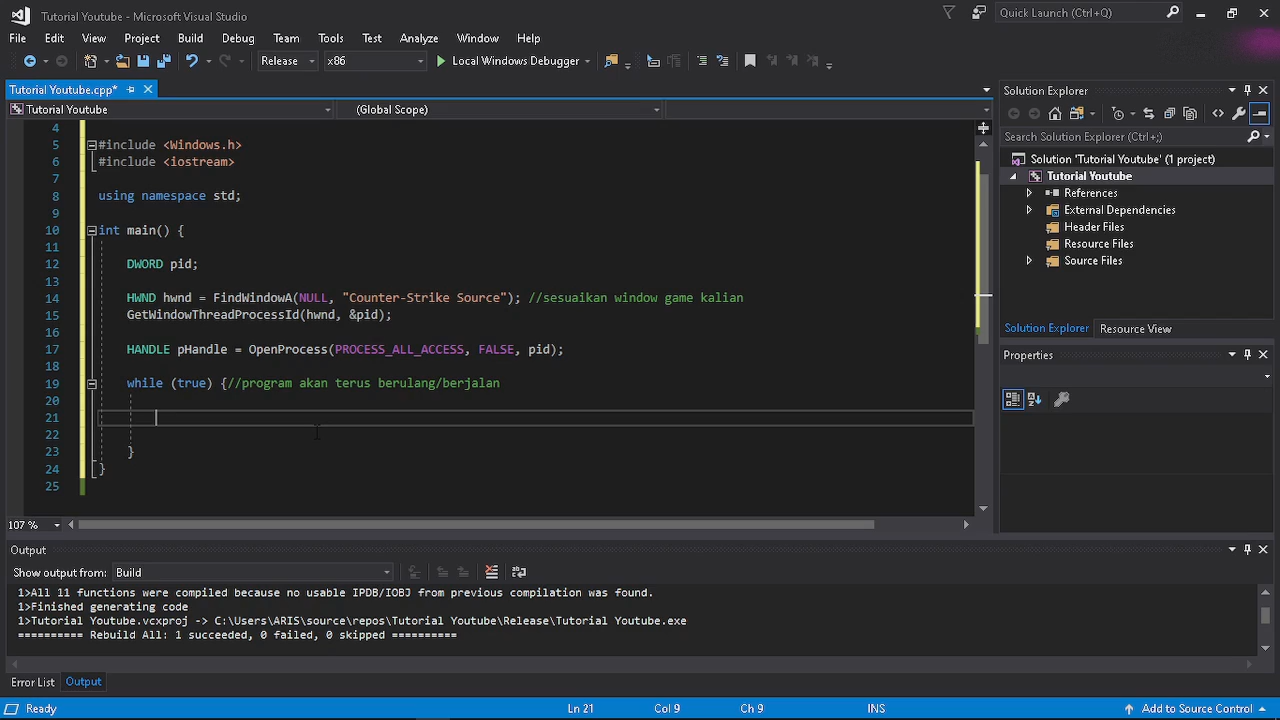 Tutorial Youtube - Microsoft Visual Studio
Quick Launch (Ctrl+Q)
File Edit View Project Build Debug Team Tools Test Analyze Window Help
Release x86 Local Windows Debugger
Tutorial Youtube.cpp*
Tutorial Youtube (Global Scope)
4
5 #include <Windows.h>
6 #include <iostream>
7
8 using namespace std;
9
10 int main() {
11
12 DWORD pid;
13
14 HWND hwnd = FindWindowA(NULL, "Counter-Strike Source"); //sesuaikan window game kalian
15 GetWindowThreadProcessId(hwnd, &pid);
16
17 HANDLE pHandle = OpenProcess(PROCESS_ALL_ACCESS, FALSE, pid);
18
19 while (true) {//program akan terus berulang/berjalan
20
21
22
23 }
24 }
25
107 %
Solution Explorer
Search Solution Explorer (Ctrl+;)
Solution 'Tutorial Youtube' (1 project)
Tutorial Youtube
References
External Dependencies
Header Files
Resource Files
Source Files
Solution Explorer Resource View
Properties
Output
Show output from: Build
1>All 11 functions were compiled because no usable IPDB/IOBJ from previous compilation was found.
1>Finished generating code
1>Tutorial Youtube.vcxproj -> C:\Users\ARIS\source\repos\Tutorial Youtube\Release\Tutorial Youtube.exe
========== Rebuild All: 1 succeeded, 0 failed, 0 skipped ==========
Error List Output
Ready Ln 21 Col 9 Ch 9 INS Add to Source Control